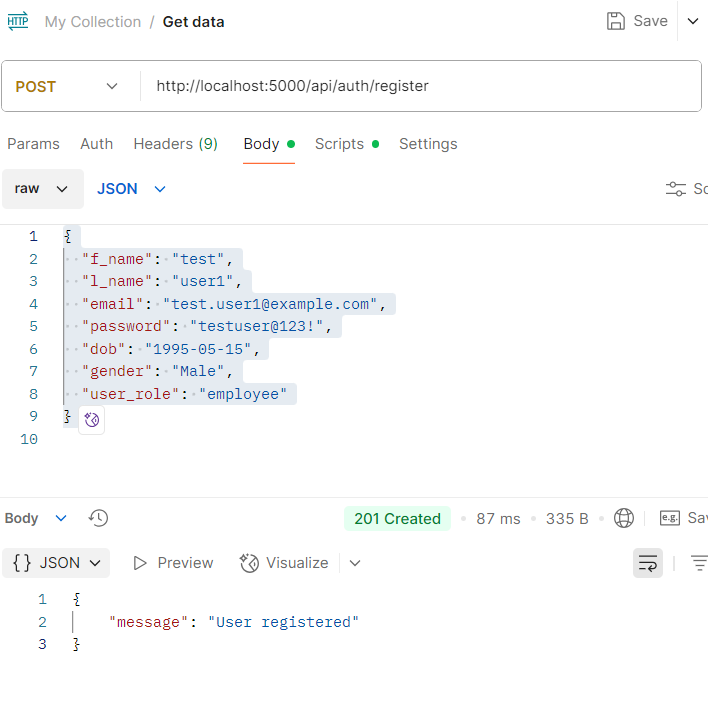 HTTP My Collection / Get data Save
POST http://localhost:5000/api/auth/register
Params Auth Headers (9) Body Scripts Settings
raw JSON
1 {
2 "f_name": "test",
3 "l_name": "user1",
4 "email": "test.user1@example.com",
5 "password": "testuser@123!",
6 "dob": "1995-05-15",
7 "gender": "Male",
8 "user_role": "employee"
9 }
10
Body 201 Created 87 ms 335 B e.g. Sav
{} JSON Preview Visualize
1 {
2 "message": "User registered"
3 }